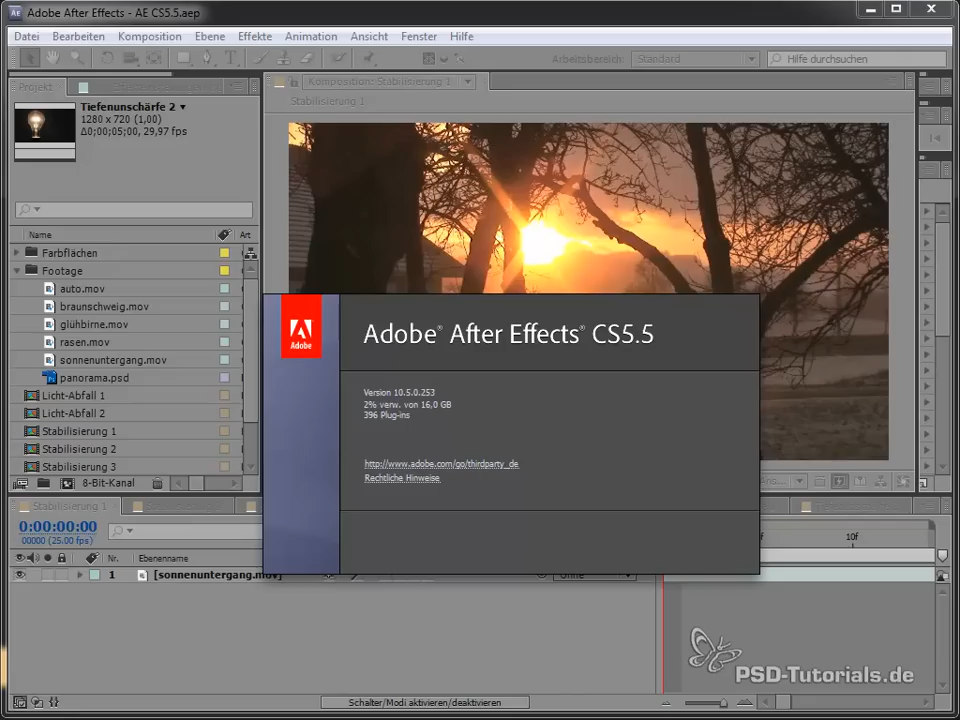 Adobe After Effects - AE CS5.5.aep
Datei Bearbeiten Komposition Ebene Effekte Animation Ansicht Fenster Hilfe
Arbeitsbereich: Standard Hilfe durchsuchen
Projekt
Komposition: Stabilisierung 1
Stabilisierung 1
Tiefenunschärfe 2
1280 x 720 (1,00)
Δ0;00;05;00, 29,97 fps
Name Art
Farbflächen
Footage
auto.mov
braunschweig.mov
glühbirne.mov
rasen.mov
sonnenuntergang.mov
panorama.psd
Licht-Abfall 1
Licht-Abfall 2
Stabilisierung 1
Stabilisierung 2
Stabilisierung 3
8-Bit-Kanal
Adobe
Adobe® After Effects® CS5.5
Version 10.5.0.253
2% verw. von 16,0 GB
396 Plug-ins
http://www.adobe.com/go/thirdparty_de
Rechtliche Hinweise
Stabilisierung 1
0:00:00:00
00000 (25.00 fps)
10f
Nr. Ebenenname
1 [sonnenuntergang.mov] Ohne
PSD-Tutorials.de
Schalter/Modi aktivieren/deaktivieren